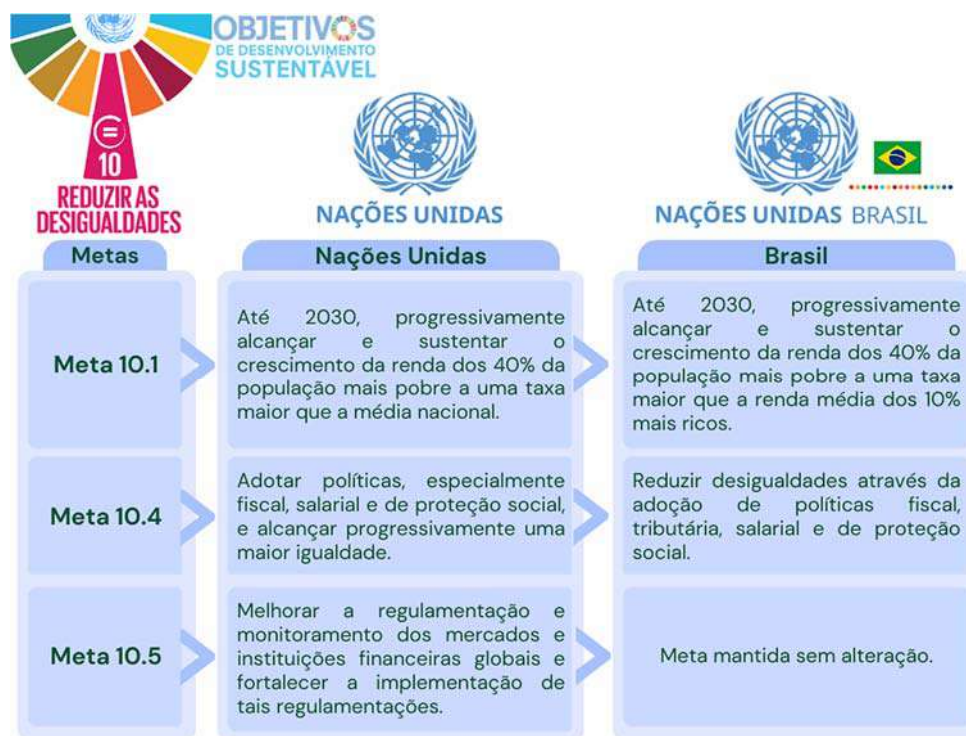 OBJETIVOS
DE DESENVOLVIMENTO
SUSTENTÁVEL
10
REDUZIR AS
DESIGUALDADES
NAÇÕES UNIDAS
NAÇÕES UNIDAS BRASIL
Metas
Nações Unidas
Brasil
Meta 10.1
Até 2030, progressivamente
alcançar e sustentar o
crescimento da renda dos 40% da
população mais pobre a uma taxa
maior que a média nacional.
Até 2030, progressivamente
alcançar e sustentar o
crescimento da renda dos 40% da
população mais pobre a uma taxa
maior que a renda média dos 10%
mais ricos.
Meta 10.4
Adotar políticas, especialmente
fiscal, salarial e de proteção social,
e alcançar progressivamente uma
maior igualdade.
Reduzir desigualdades através da
adoção de políticas fiscal,
tributária, salarial e de proteção
social.
Meta 10.5
Melhorar a regulamentação e
monitoramento dos mercados e
instituições financeiras globais e
fortalecer a implementação de
tais regulamentações.
Meta mantida sem alteração.